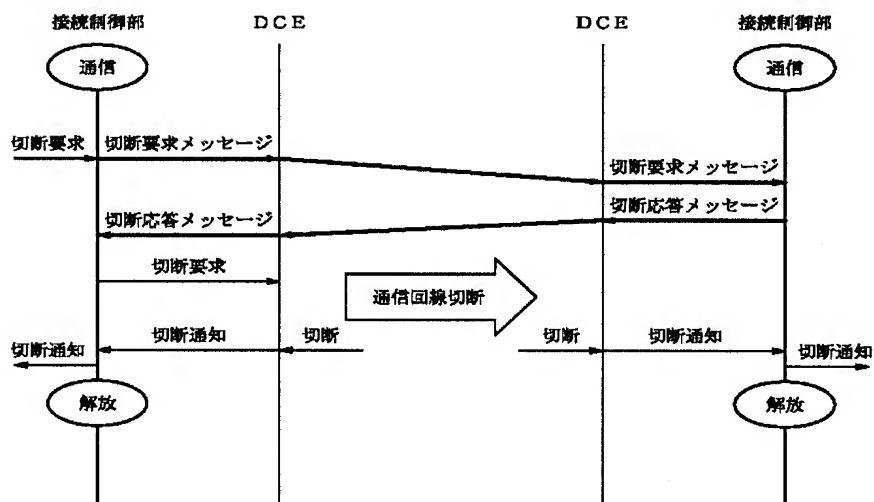 接続制御部 DCE DCE 接続制御部
通信 通信
切断要求 切断要求メッセージ
切断要求メッセージ
切断応答メッセージ
切断応答メッセージ
切断要求
通信回線切断
切断通知 切断 切断 切断通知
切断通知 切断通知
解放 解放